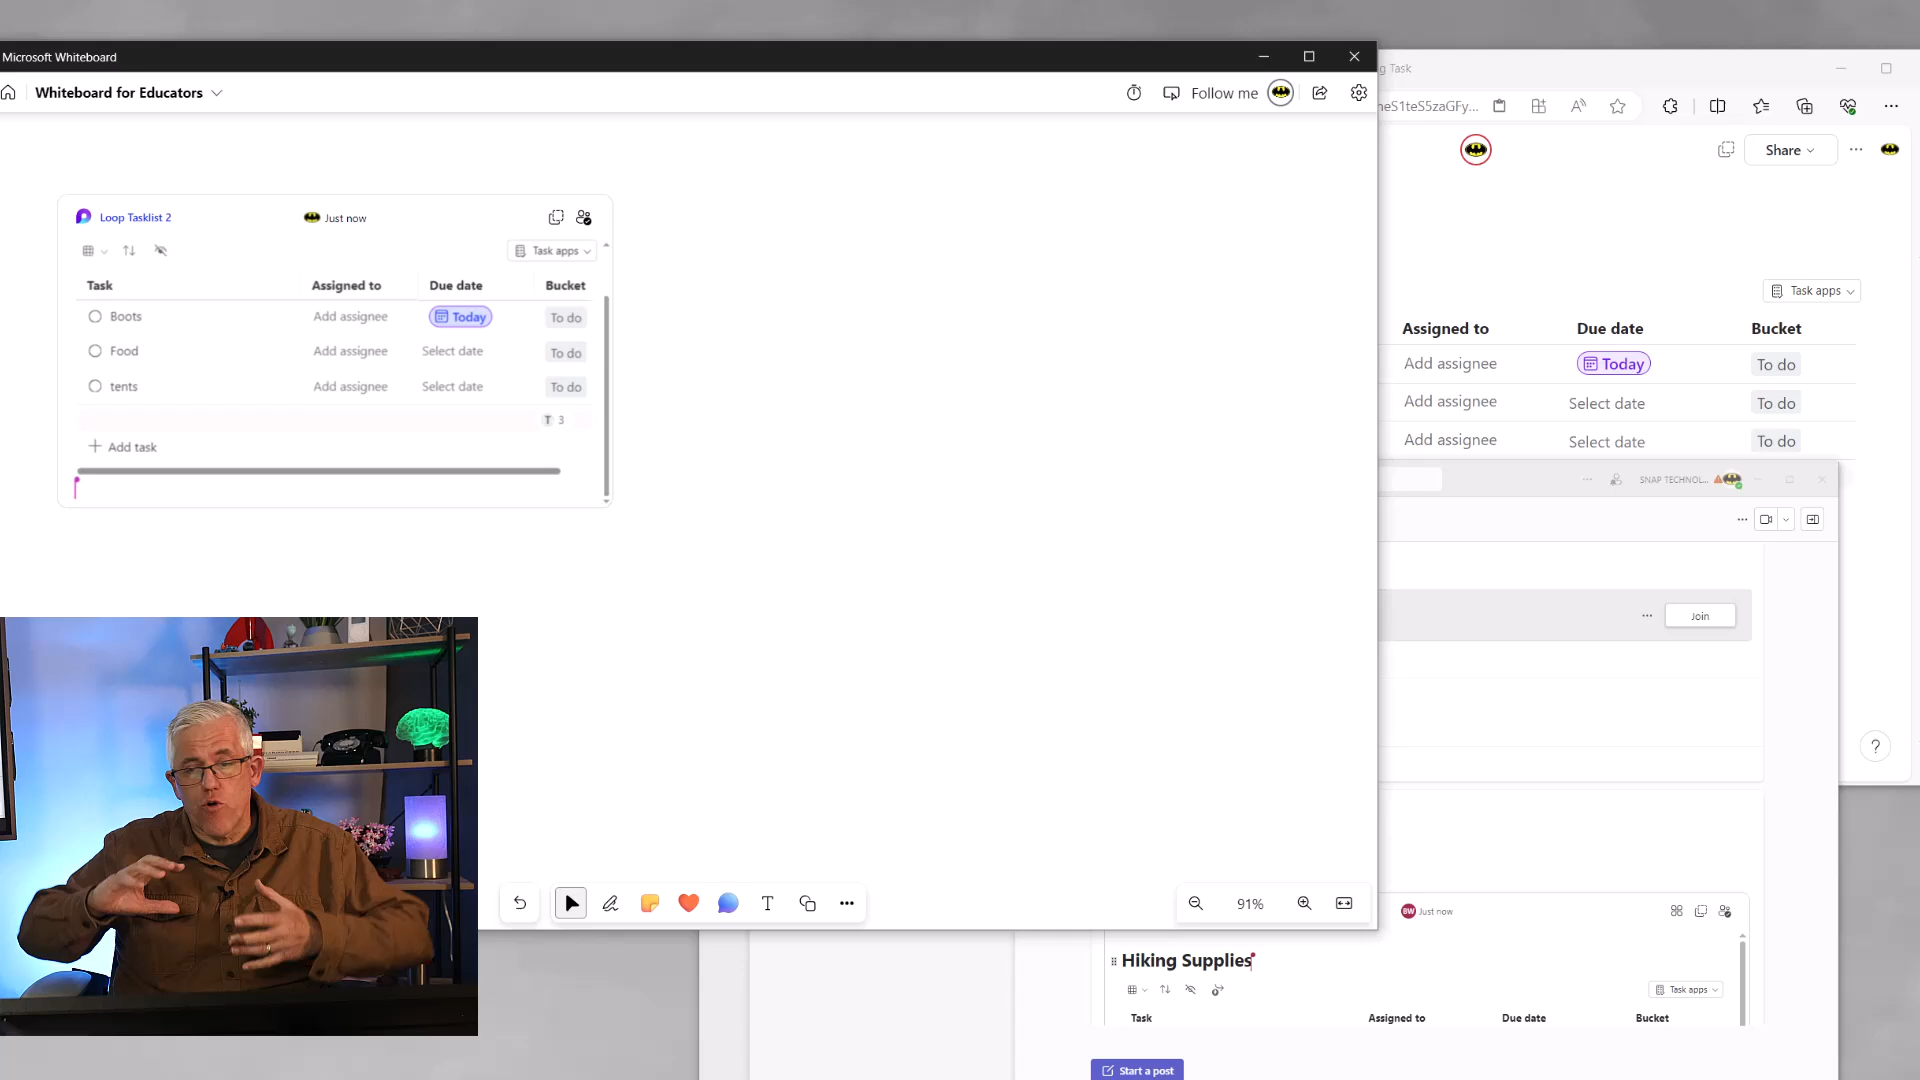 Microsoft Whiteboard
Whiteboard for Educators
Follow me
Loop Tasklist 2
Just now
Task apps
Task Assigned to Due date Bucket
Boots Add assignee Today To do
Food Add assignee Select date To do
tents Add assignee Select date To do
T 3
Add task
91%
g Task
neS1teS5zaGFy...
Share
Task apps
Assigned to Due date Bucket
Add assignee Today To do
Add assignee Select date To do
Add assignee Select date To do
SNAP TECHNOL...
Join
BW Just now
Hiking Supplies
Task apps
Task Assigned to Due date Bucket
Start a post